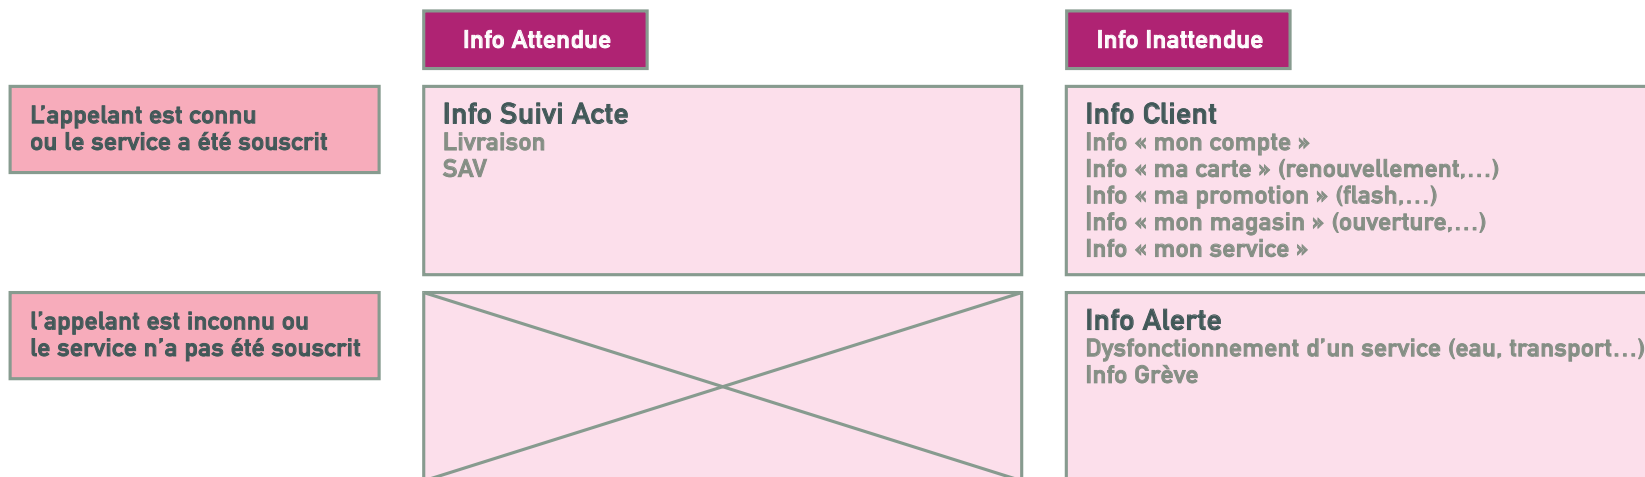 Info Attendue
Info Inattendue
L'appelant est connu
ou le service a été souscrit
Info Suivi Acte
Livraison
SAV
Info Client
Info « mon compte »
Info « ma carte » (renouvellement,...)
Info « ma promotion » (flash,...)
Info « mon magasin » (ouverture,...)
Info « mon service »
l'appelant est inconnu ou
le service n'a pas été souscrit
Info Alerte
Dysfonctionnement d'un service (eau, transport...)
Info Grève